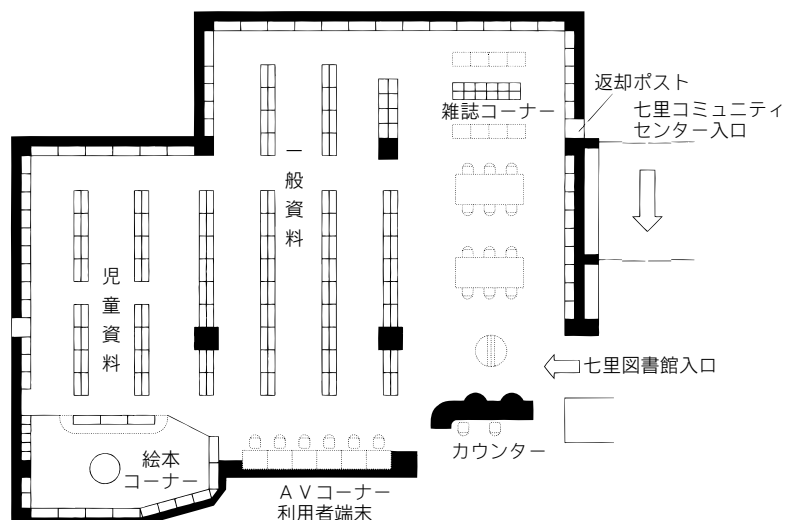 返却ポスト
七里コミュニティ
センター入口
雑誌コーナー
一般資料
児童資料
七里図書館入口
カウンター
絵本
コーナー
AVコーナー
利用者端末